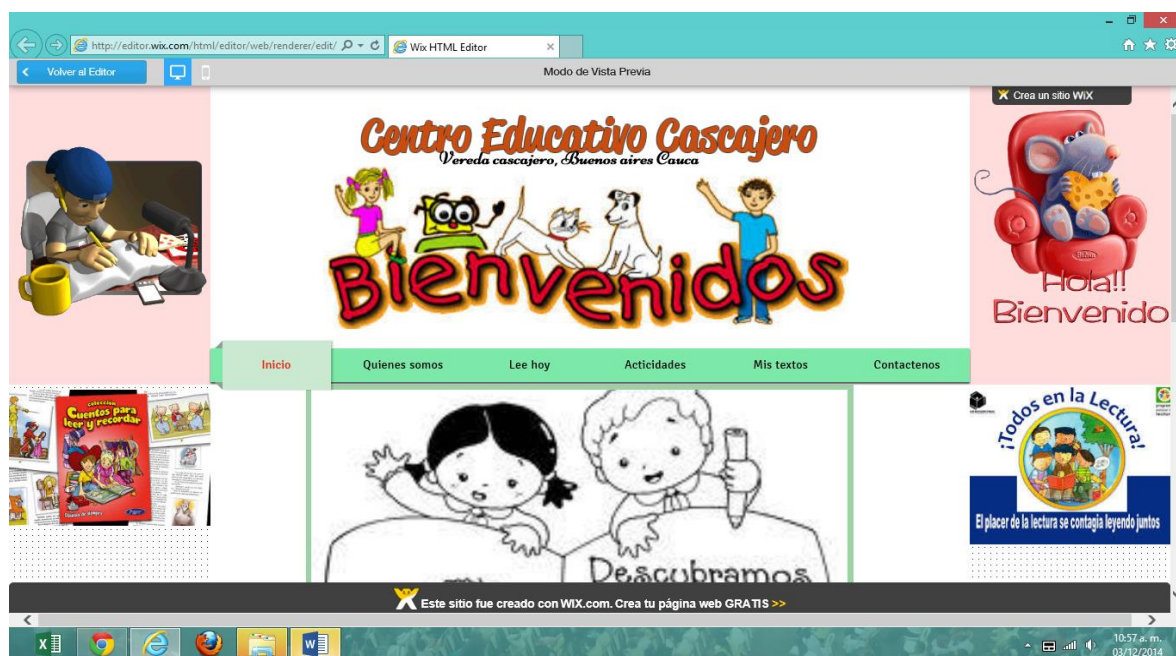 http://editor.wix.com/html/editor/web/renderer/edit/
Wix HTML Editor
Volver al Editor
Modo de Vista Previa
Crea un sitio WiX
Centro Educativo Cascajero
Vereda cascajero, Buenos aires Cauca
Bienvenidos
Hola!!
Bienvenido
Inicio
Quienes somos
Lee hoy
Acticidades
Mis textos
Contactenos
Cuentos para
leer y recordar
¡Todos en la Lectura!
El placer de la lectura se contagia leyendo juntos
Descubramos
Este sitio fue creado con WIX.com. Crea tu página web GRATIS >>
10:57 a. m.
03/12/2014